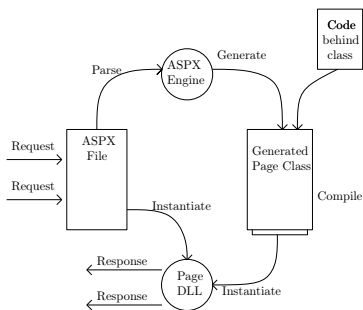 Code
behind
class
Generate
ASPX
Engine
Parse
Request
ASPX
File
Generated
Page Class
Request
Compile
Instantiate
Response
Page
DLL
Instantiate
Response